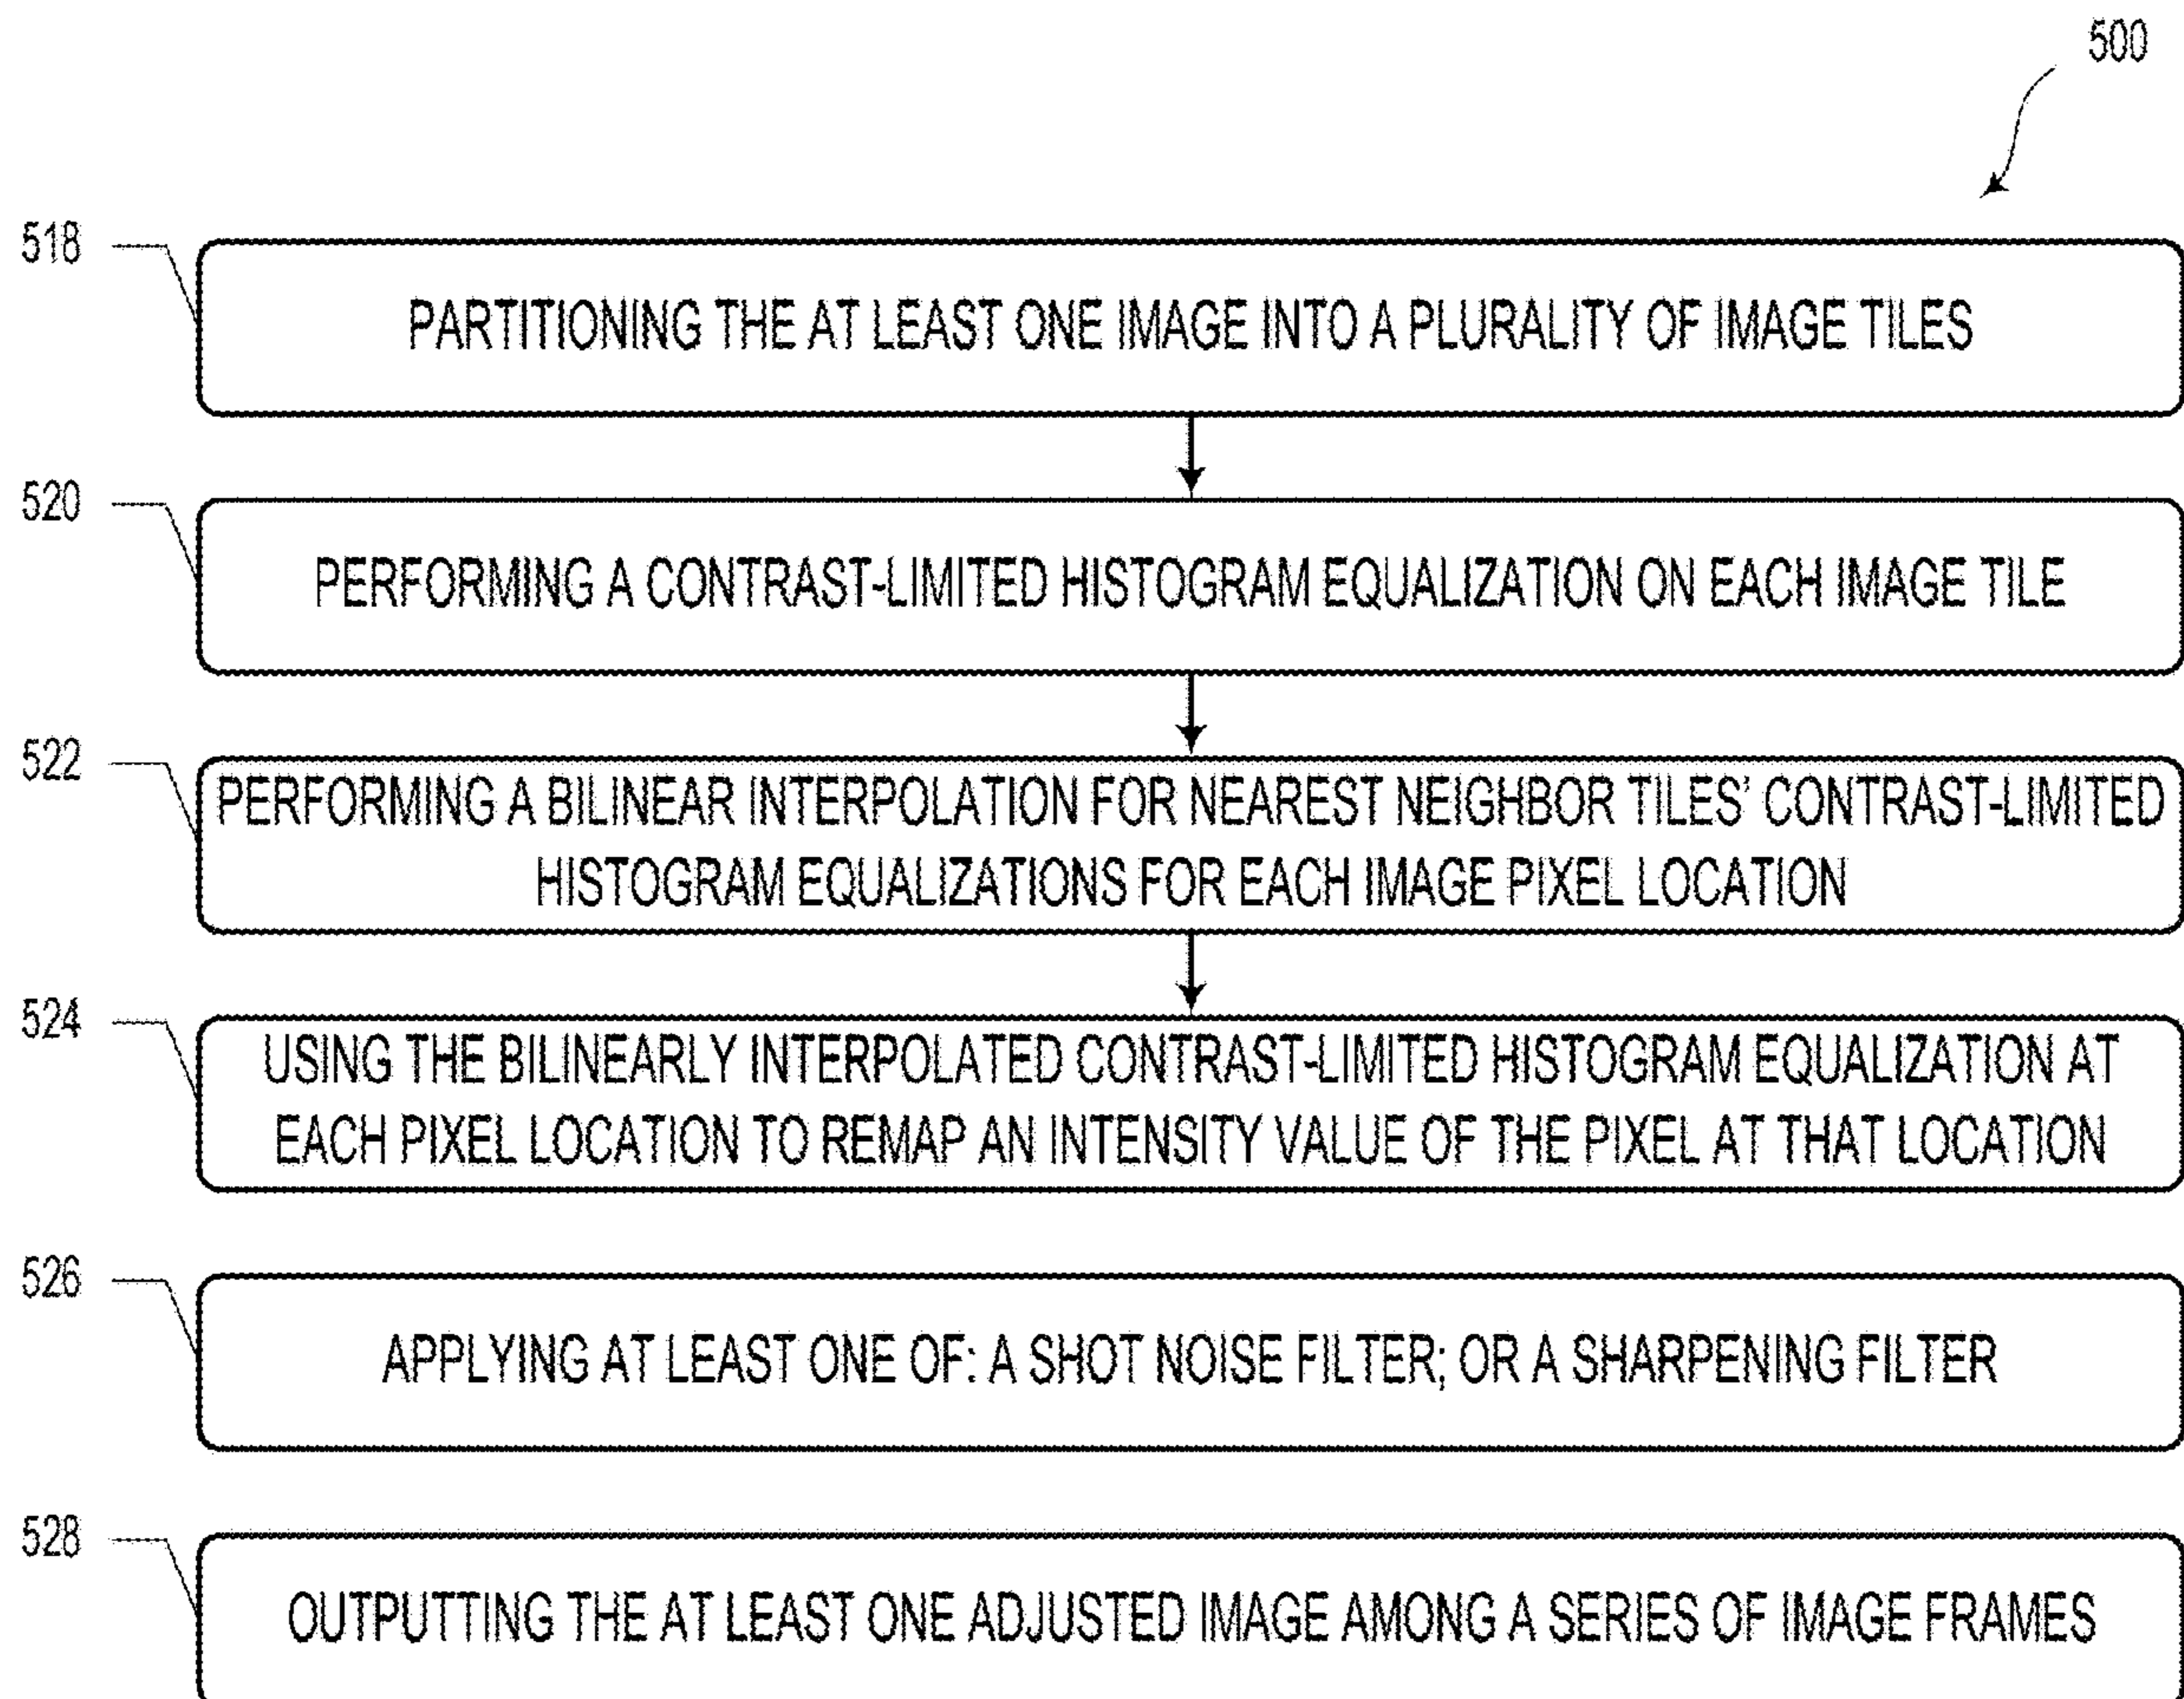 500
518
PARTITIONING THE AT LEAST ONE IMAGE INTO A PLURALITY OF IMAGE TILES
520
PERFORMING A CONTRAST-LIMITED HISTOGRAM EQUALIZATION ON EACH IMAGE TILE
522
PERFORMING A BILINEAR INTERPOLATION FOR NEAREST NEIGHBOR TILES' CONTRAST-LIMITED
HISTOGRAM EQUALIZATIONS FOR EACH IMAGE PIXEL LOCATION
524
USING THE BILINEARLY INTERPOLATED CONTRAST-LIMITED HISTOGRAM EQUALIZATION AT
EACH PIXEL LOCATION TO REMAP AN INTENSITY VALUE OF THE PIXEL AT THAT LOCATION
526
APPLYING AT LEAST ONE OF: A SHOT NOISE FILTER; OR A SHARPENING FILTER
528
OUTPUTTING THE AT LEAST ONE ADJUSTED IMAGE AMONG A SERIES OF IMAGE FRAMES